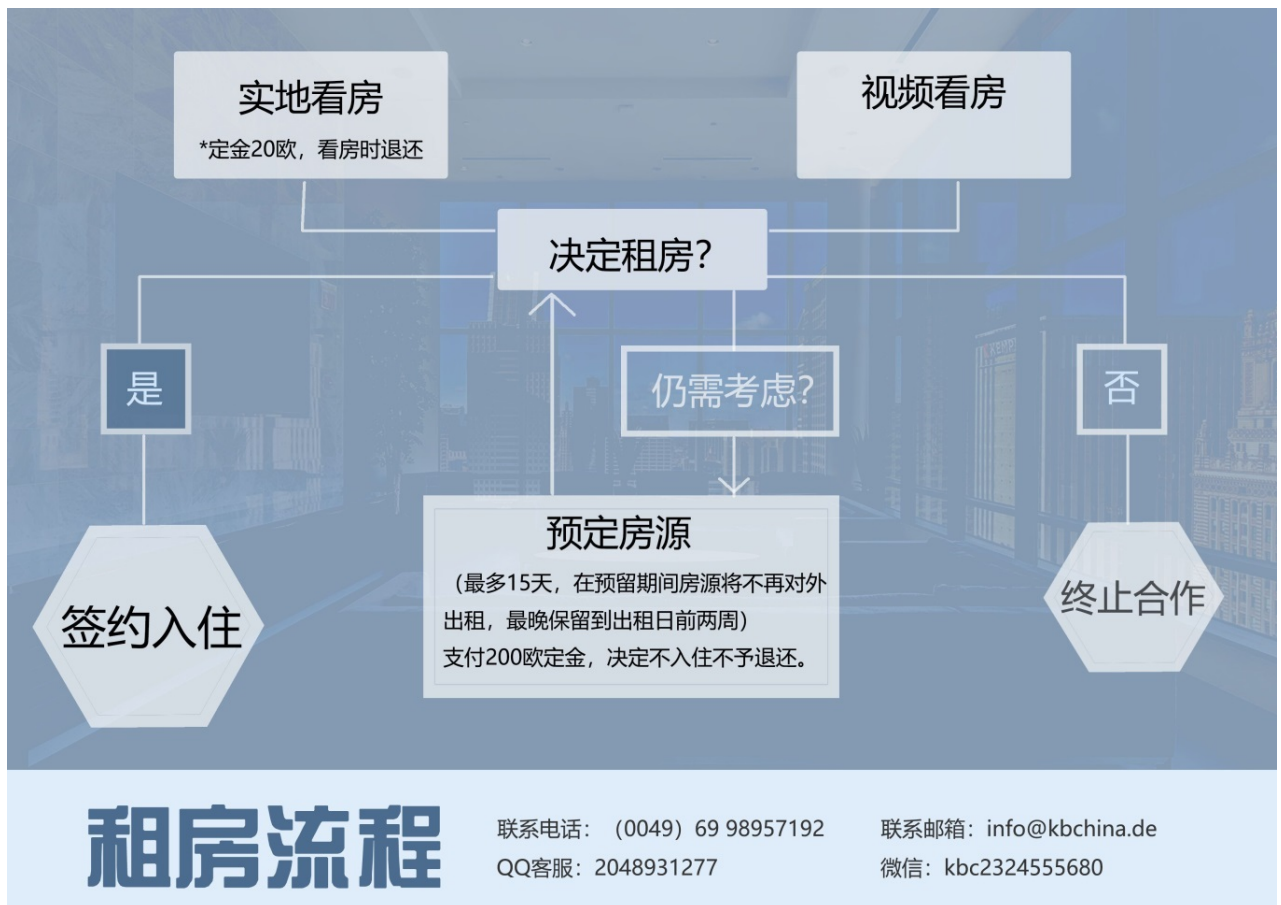 实地看房
*定金20欧，看房时退还
视频看房
决定租房？
是
仍需考虑？
否
预定房源
（最多15天，在预留期间房源将不再对外
出租，最晚保留到出租日前两周）
支付200欧定金，决定不入住不予退还。
签约入住
终止合作
租房流程
联系电话：（0049）69 98957192
QQ客服：2048931277
联系邮箱：info@kbchina.de
微信：kbc2324555680